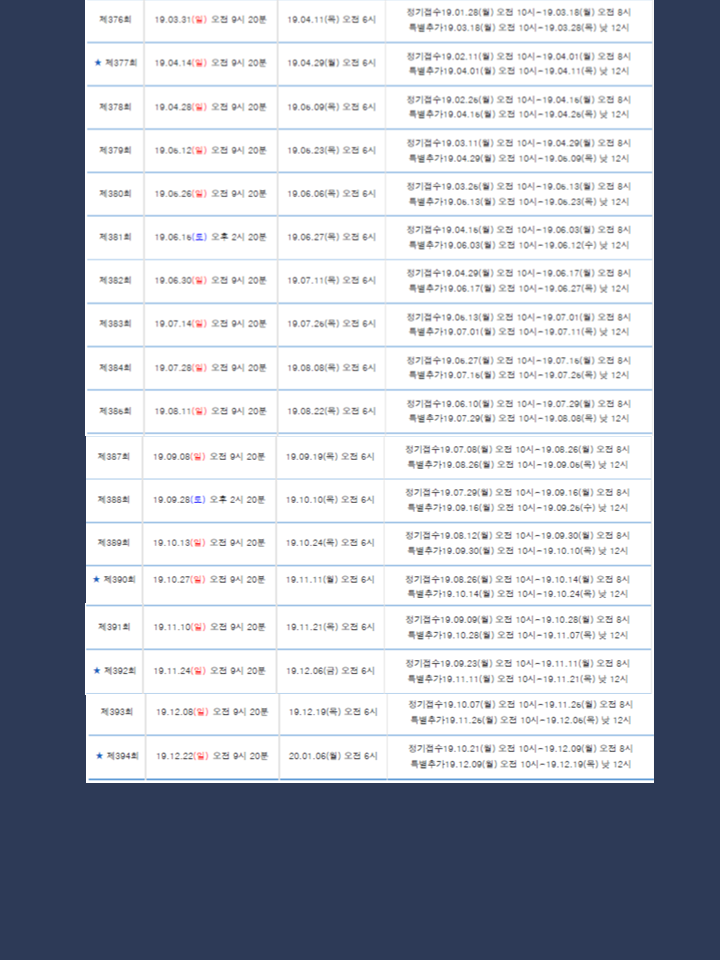 제376회 19.03.31(일) 오전 9시 20분 19.04.11(목) 오전 6시 정기접수19.01.28(월) 오전 10시~19.03.18(월) 오전 8시
특별추가19.03.18(월) 오전 10시~19.03.28(목) 낮 12시
★ 제377회 19.04.14(일) 오전 9시 20분 19.04.29(월) 오전 6시 정기접수19.02.11(월) 오전 10시~19.04.01(월) 오전 8시
특별추가19.04.01(월) 오전 10시~19.04.11(목) 낮 12시
제378회 19.04.28(일) 오전 9시 20분 19.05.09(목) 오전 6시 정기접수19.02.25(월) 오전 10시~19.04.15(월) 오전 8시
특별추가19.04.15(월) 오전 10시~19.04.25(목) 낮 12시
제379회 19.05.12(일) 오전 9시 20분 19.05.23(목) 오전 6시 정기접수19.03.11(월) 오전 10시~19.04.29(월) 오전 8시
특별추가19.04.29(월) 오전 10시~19.05.09(목) 낮 12시
제380회 19.05.26(일) 오전 9시 20분 19.06.06(목) 오전 6시 정기접수19.03.25(월) 오전 10시~19.05.13(월) 오전 8시
특별추가19.05.13(월) 오전 10시~19.05.23(목) 낮 12시
제381회 19.06.15(토) 오후 2시 20분 19.06.27(목) 오전 6시 정기접수19.04.15(월) 오전 10시~19.06.03(월) 오전 8시
특별추가19.06.03(월) 오전 10시~19.06.12(수) 낮 12시
제382회 19.06.30(일) 오전 9시 20분 19.07.11(목) 오전 6시 정기접수19.04.29(월) 오전 10시~19.06.17(월) 오전 8시
특별추가19.06.17(월) 오전 10시~19.06.27(목) 낮 12시
제383회 19.07.14(일) 오전 9시 20분 19.07.25(목) 오전 6시 정기접수19.05.13(월) 오전 10시~19.07.01(월) 오전 8시
특별추가19.07.01(월) 오전 10시~19.07.11(목) 낮 12시
제384회 19.07.28(일) 오전 9시 20분 19.08.08(목) 오전 6시 정기접수19.05.27(월) 오전 10시~19.07.15(월) 오전 8시
특별추가19.07.15(월) 오전 10시~19.07.25(목) 낮 12시
제385회 19.08.11(일) 오전 9시 20분 19.08.22(목) 오전 6시 정기접수19.06.10(월) 오전 10시~19.07.29(월) 오전 8시
특별추가19.07.29(월) 오전 10시~19.08.08(목) 낮 12시
제387회 19.09.08(일) 오전 9시 20분 19.09.19(목) 오전 6시 정기접수19.07.08(월) 오전 10시~19.08.26(월) 오전 8시
특별추가19.08.26(월) 오전 10시~19.09.05(목) 낮 12시
제388회 19.09.28(토) 오후 2시 20분 19.10.10(목) 오전 6시 정기접수19.07.29(월) 오전 10시~19.09.16(월) 오전 8시
특별추가19.09.16(월) 오전 10시~19.09.25(수) 낮 12시
제389회 19.10.13(일) 오전 9시 20분 19.10.24(목) 오전 6시 정기접수19.08.12(월) 오전 10시~19.09.30(월) 오전 8시
특별추가19.09.30(월) 오전 10시~19.10.10(목) 낮 12시
★ 제390회 19.10.27(일) 오전 9시 20분 19.11.11(월) 오전 6시 정기접수19.08.26(월) 오전 10시~19.10.14(월) 오전 8시
특별추가19.10.14(월) 오전 10시~19.10.24(목) 낮 12시
제391회 19.11.10(일) 오전 9시 20분 19.11.21(목) 오전 6시 정기접수19.09.09(월) 오전 10시~19.10.28(월) 오전 8시
특별추가19.10.28(월) 오전 10시~19.11.07(목) 낮 12시
★ 제392회 19.11.24(일) 오전 9시 20분 19.12.06(금) 오전 6시 정기접수19.09.23(월) 오전 10시~19.11.11(월) 오전 8시
특별추가19.11.11(월) 오전 10시~19.11.21(목) 낮 12시
제393회 19.12.08(일) 오전 9시 20분 19.12.19(목) 오전 6시 정기접수19.10.07(월) 오전 10시~19.11.25(월) 오전 8시
특별추가19.11.25(월) 오전 10시~19.12.05(목) 낮 12시
★ 제394회 19.12.22(일) 오전 9시 20분 20.01.06(월) 오전 6시 정기접수19.10.21(월) 오전 10시~19.12.09(월) 오전 8시
특별추가19.12.09(월) 오전 10시~19.12.19(목) 낮 12시